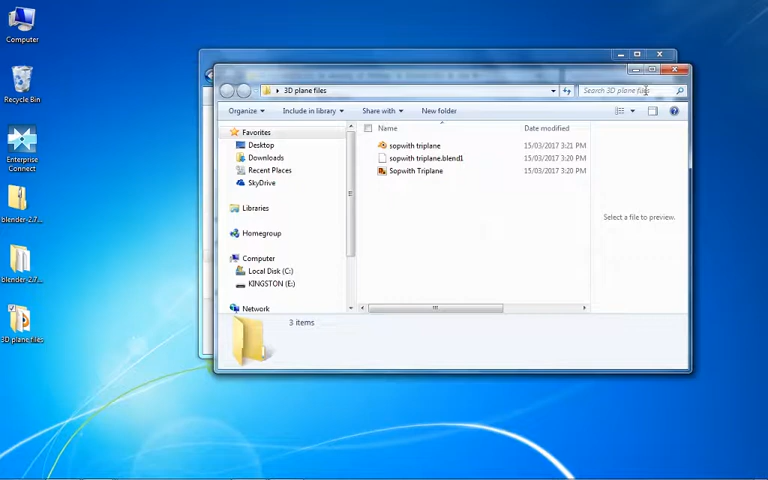 Computer
Recycle Bin
Enterprise
Connect
blender-2.7...
blender-2.7...
3D plane files
3D plane files
Search 3D plane files
Organize
Include in library
Share with
New folder
Favorites
Desktop
Downloads
Recent Places
SkyDrive
Libraries
Homegroup
Computer
Local Disk (C:)
KINGSTON (E:)
Network
Name
Date modified
sopwith triplane
15/03/2017 3:21 PM
sopwith triplane.blend1
15/03/2017 3:20 PM
Sopwith Triplane
15/03/2017 3:20 PM
Select a file to preview.
3 items